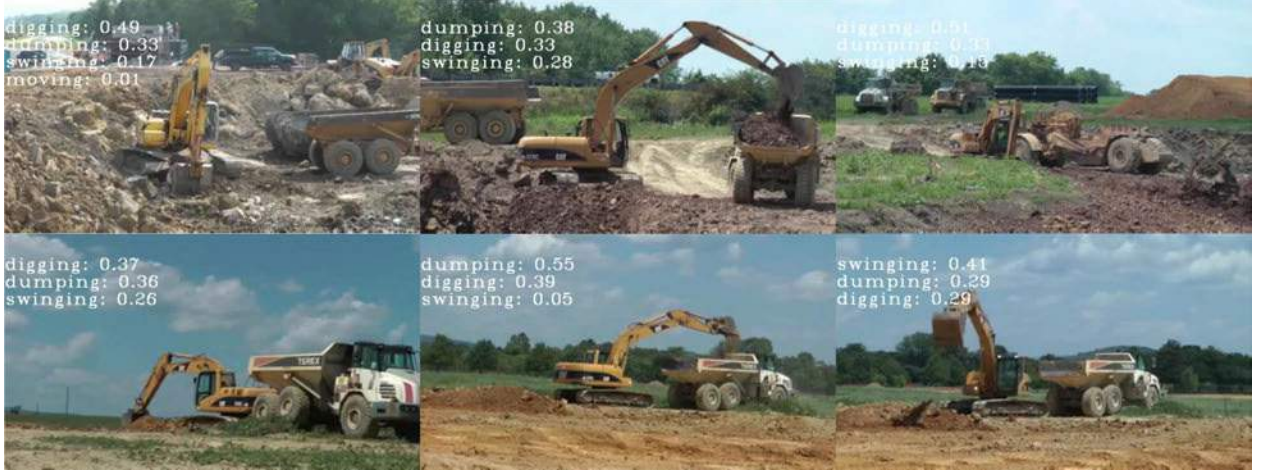 digging: 0.49
dumping: 0.33
swinging: 0.17
moving: 0.01
dumping: 0.38
digging: 0.33
swinging: 0.28
digging: 0.51
dumping: 0.33
swinging:
CAT
digging: 0.37
dumping: 0.36
swinging: 0.26
TEREX
dumping: 0.55
digging: 0.39
swinging: 0.05
swinging: 0.41
dumping: 0.29
digging: 0.29